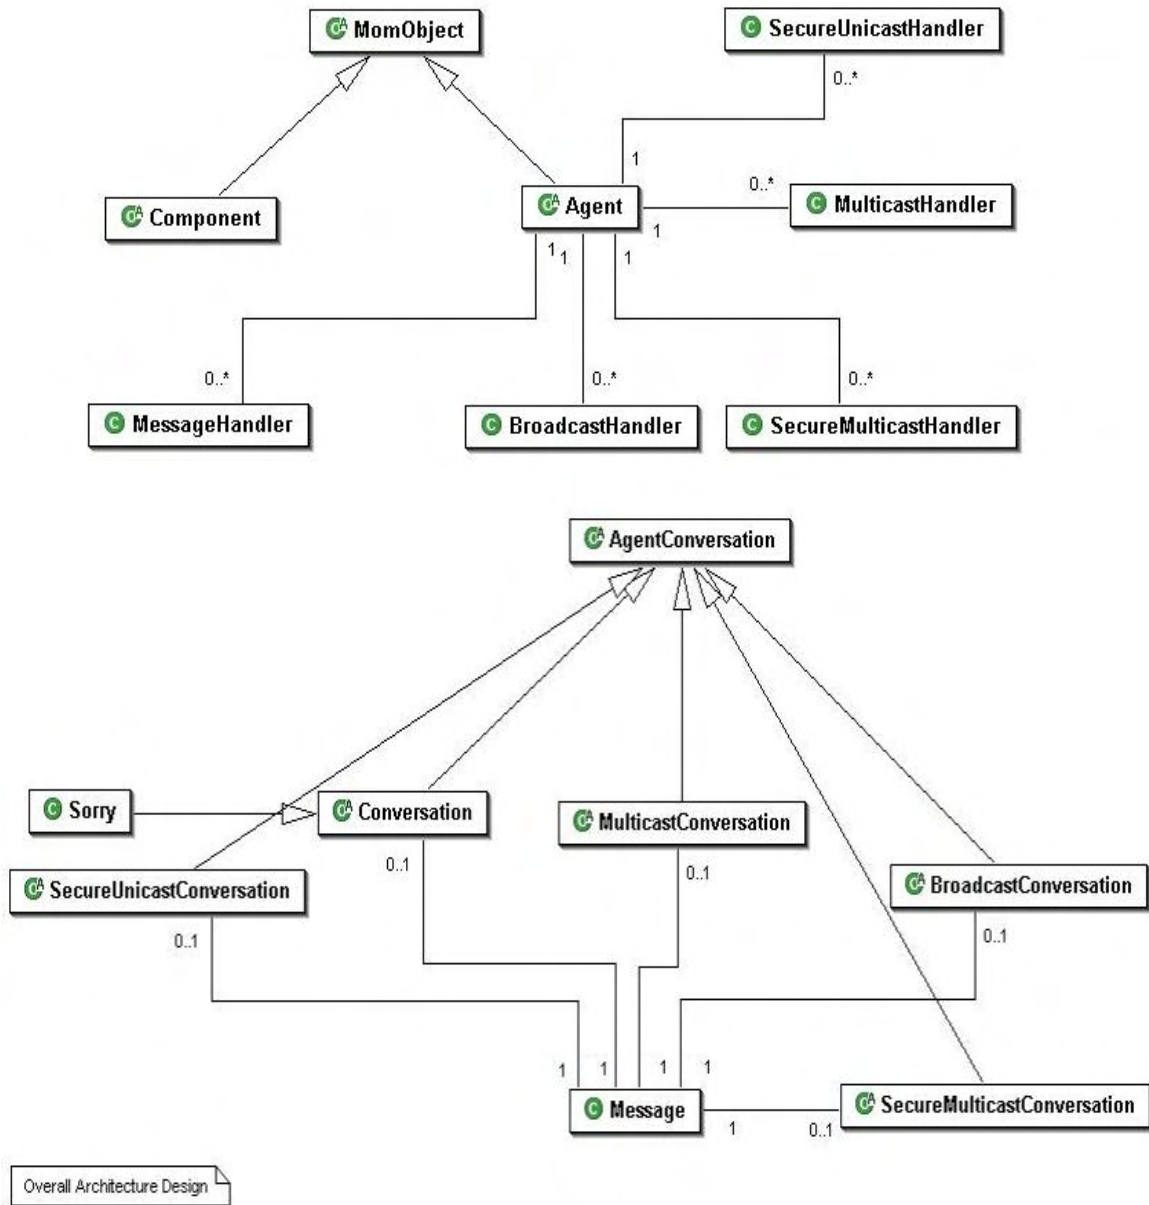 MomObject
SecureUnicastHandler
0..*
1
Component
Agent
0..*
MulticastHandler
1
1
1
1
0..*
0..*
0..*
MessageHandler
BroadcastHandler
SecureMulticastHandler
AgentConversation
Sorry
Conversation
MulticastConversation
0..1
0..1
SecureUnicastConversation
BroadcastConversation
0..1
0..1
1
1
1
1
Message
SecureMulticastConversation
1
0..1
Overall Architecture Design